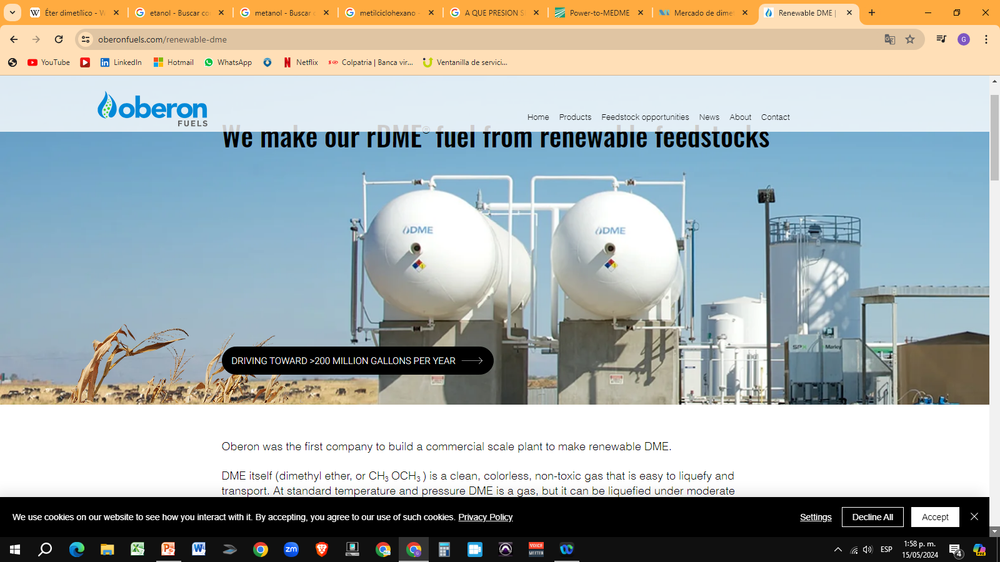 Éter dimetílico - W
etanol - Buscar co
metanol - Buscar c
metilciclohexano -
A QUE PRESION S
Power-to-MEDME
Mercado de dime
Renewable DME |
oberonfuels.com/renewable-dme
G
YouTube
LinkedIn
Hotmail
WhatsApp
Netflix
Colpatria | Banca vir...
Ventanilla de servici...
oberon
FUELS
Home Products Feedstock opportunities News About Contact
We make our rDME® fuel from renewable feedstocks
DME
DME
SPX Marley
DRIVING TOWARD >200 MILLION GALLONS PER YEAR
Oberon was the first company to build a commercial scale plant to make renewable DME.
DME itself (dimethyl ether, or CH₃ OCH₃ ) is a clean, colorless, non-toxic gas that is easy to liquefy and
transport. At standard temperature and pressure DME is a gas, but it can be liquefied under moderate
We use cookies on our website to see how you interact with it. By accepting, you agree to our use of such cookies. Privacy Policy
Settings
Decline All
Accept
zm
VOICE
MEETER
ESP
1:58 p. m.
15/05/2024
4
PRE